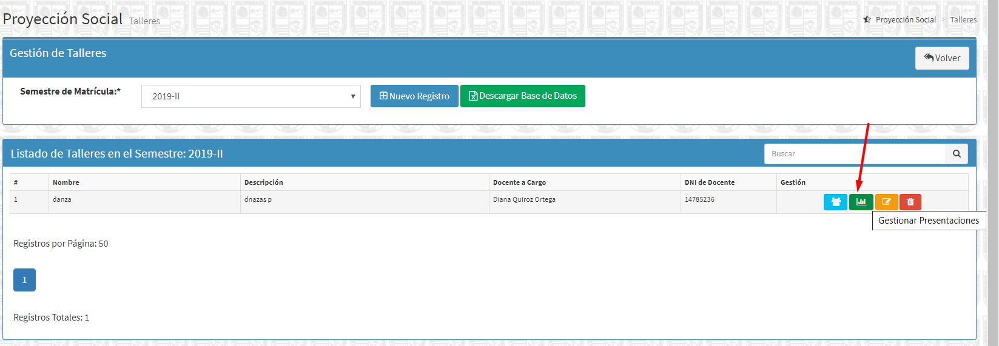 Proyección Social Talleres
Proyección Social > Talleres
Gestión de Talleres
Volver
Semestre de Matrícula:* 2019-II Nuevo Registro Descargar Base de Datos
Listado de Talleres en el Semestre: 2019-II
Buscar
# Nombre Descripción Docente a Cargo DNI de Docente Gestión
1 danza dnazas p Diana Quiroz Ortega 14785236
Gestionar Presentaciones
Registros por Página: 50
1
Registros Totales: 1